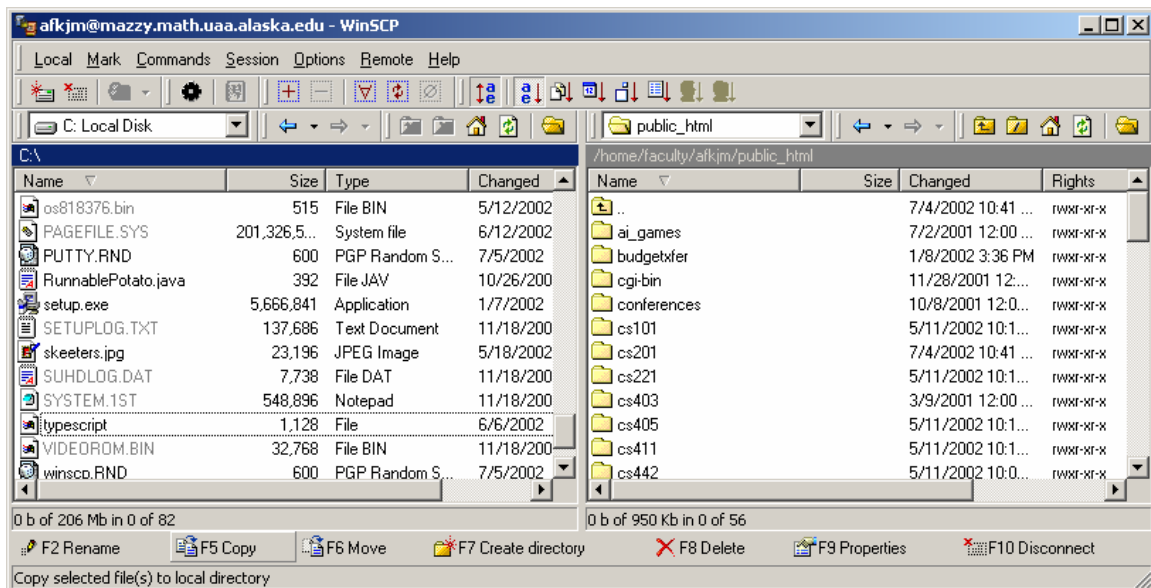 afkjm@mazzy.math.uaa.alaska.edu - WinSCP
Local Mark Commands Session Options Remote Help
C: Local Disk public_html
C:\ /home/faculty/afkjm/public_html
Name Size Type Changed Name Size Changed Rights
os818376.bin 515 File BIN 5/12/2002 .. 7/4/2002 10:41 ... rwxr-xr-x
PAGEFILE.SYS 201,326,5... System file 6/12/2002 ai_games 7/2/2001 12:00 ... rwxr-xr-x
PUTTY.RND 600 PGP Random S... 7/5/2002 budgetxfer 1/8/2002 3:36 PM rwxr-xr-x
RunnablePotato.java 392 File JAV 10/26/200 cgi-bin 11/28/2001 12:... rwxr-xr-x
setup.exe 5,666,841 Application 1/7/2002 conferences 10/8/2001 12:0... rwxr-xr-x
SETUPLOG.TXT 137,686 Text Document 11/18/200 cs101 5/11/2002 10:1... rwxr-xr-x
skeeters.jpg 23,196 JPEG Image 5/18/2002 cs201 7/4/2002 10:41 ... rwxr-xr-x
SUHDLOG.DAT 7,738 File DAT 11/18/200 cs221 5/11/2002 10:1... rwxr-xr-x
SYSTEM.1ST 548,896 Notepad 11/18/200 cs403 3/9/2001 12:00 ... rwxr-xr-x
typescript 1,128 File 6/6/2002 cs405 5/11/2002 10:1... rwxr-xr-x
VIDEOROM.BIN 32,768 File BIN 11/18/200 cs411 5/11/2002 10:1... rwxr-xr-x
winscp.RND 600 PGP Random S... 7/5/2002 cs442 5/11/2002 10:0... rwxr-xr-x
0 b of 206 Mb in 0 of 82 0 b of 950 Kb in 0 of 56
F2 Rename F5 Copy F6 Move F7 Create directory F8 Delete F9 Properties F10 Disconnect
Copy selected file(s) to local directory